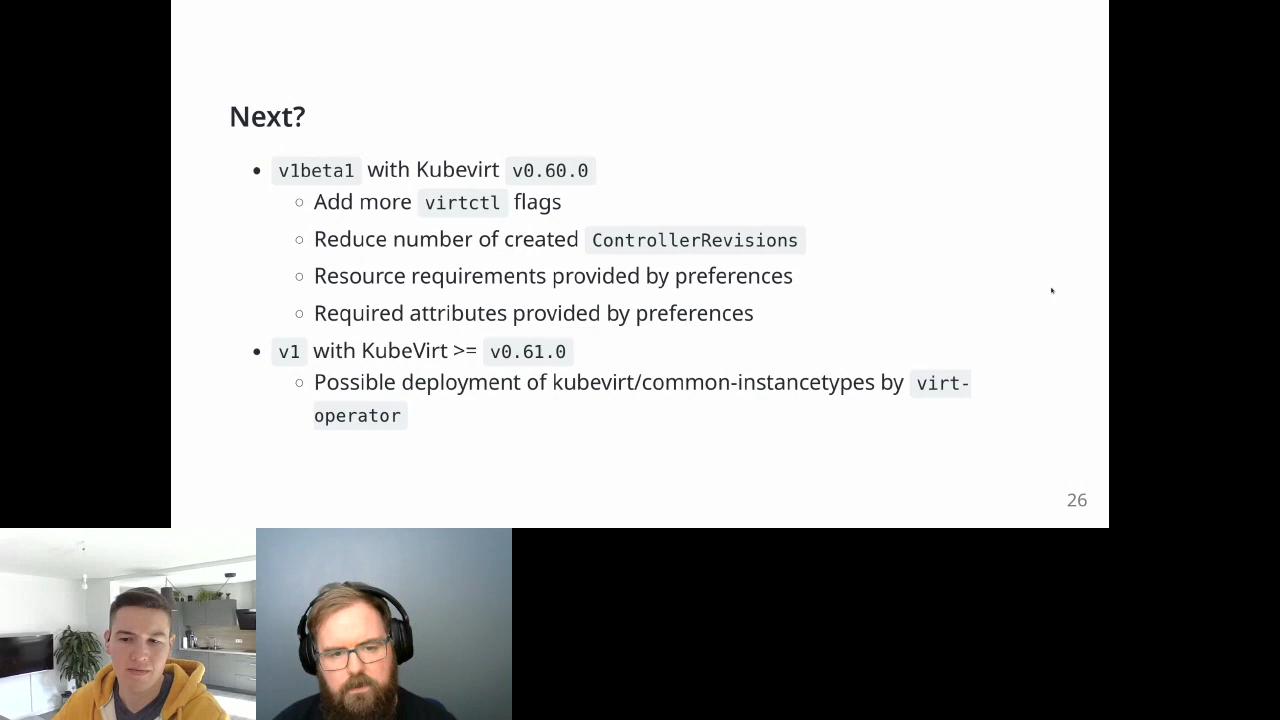 Next?
v1beta1 with Kubevirt v0.60.0
Add more virtctl flags
Reduce number of created ControllerRevisions
Resource requirements provided by preferences
Required attributes provided by preferences
v1 with KubeVirt >= v0.61.0
Possible deployment of kubevirt/common-instancetypes by virt-
operator
26